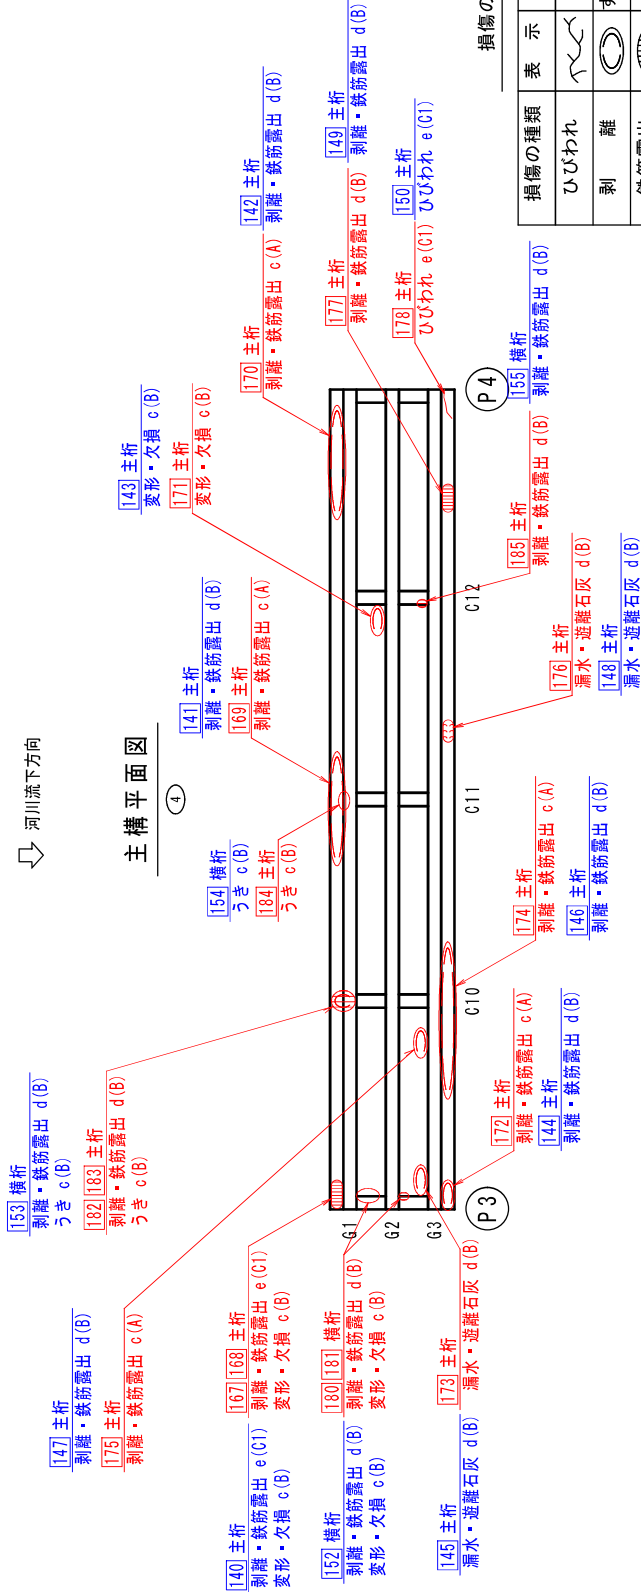 河川流下方向
主構平面図
4
147 主桁
剥離・鉄筋露出 d(B)
175 主桁
剥離・鉄筋露出 c(A)
153 横桁
剥離・鉄筋露出 d(B)
うき c(B)
182 183 主桁
剥離・鉄筋露出 d(B)
うき c(B)
154 横桁
うき c(B)
184 主桁
うき c(B)
141 主桁
剥離・鉄筋露出 d(B)
169 主桁
剥離・鉄筋露出 c(A)
143 主桁
変形・欠損 c(B)
171 主桁
変形・欠損 c(B)
142 主桁
剥離・鉄筋露出 d(B)
170 主桁
剥離・鉄筋露出 c(A)
149 主桁
剥離・鉄筋露出 d(B)
177 主桁
剥離・鉄筋露出 d(B)
150 主桁
ひびわれ e(C1)
178 主桁
ひびわれ e(C1)
140 主桁
剥離・鉄筋露出 e(C1)
変形・欠損 c(B)
167 168 主桁
剥離・鉄筋露出 e(C1)
変形・欠損 c(B)
152 横桁
剥離・鉄筋露出 d(B)
変形・欠損 c(B)
180 181 横桁
剥離・鉄筋露出 d(B)
変形・欠損 c(B)
145 主桁
漏水・遊離石灰 d(B)
173 主桁
漏水・遊離石灰 d(B)
G1
G2
G3
P3
C10
C11
C12
P4
172 主桁
剥離・鉄筋露出 c(A)
144 主桁
剥離・鉄筋露出 d(B)
174 主桁
剥離・鉄筋露出 c(A)
146 主桁
剥離・鉄筋露出 d(B)
176 主桁
漏水・遊離石灰 d(B)
148 主桁
漏水・遊離石灰 d(B)
185 主桁
剥離・鉄筋露出 d(B)
155 横桁
剥離・鉄筋露出 d(B)
損傷の
損傷の種類 表示
ひびわれ
剥離